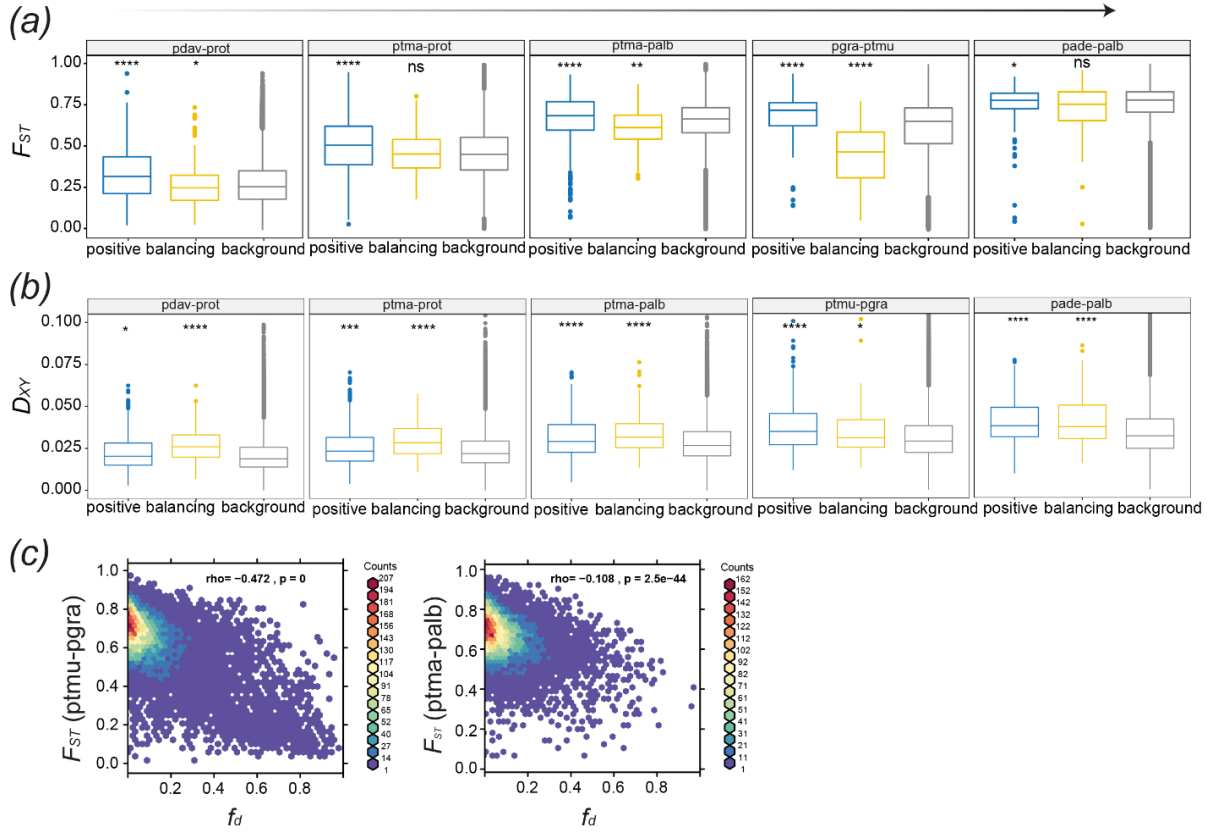 (a)
pdav-prot ptma-prot ptma-palb pgra-ptmu pade-palb
**** * **** ns **** ** **** **** * ns
FST
1.00
0.75
0.50
0.25
0.00
positive balancing background positive balancing background positive balancing background positive balancing background positive balancing background
(b)
pdav-prot ptma-prot ptma-palb ptmu-pgra pade-palb
* **** *** **** **** **** **** * **** ****
DXY
0.100
0.075
0.050
0.025
0.000
positive balancing background positive balancing background positive balancing background positive balancing background positive balancing background
(c)
rho= −0.472 , p = 0
FST (ptmu-pgra)
1.0
0.8
0.6
0.4
0.2
0.0
0.2 0.4 0.6 0.8
fd
Counts
207
194
181
168
156
143
130
117
104
91
78
65
52
40
27
14
1
rho= −0.108 , p = 2.5e−44
FST (ptma-palb)
1.0
0.8
0.6
0.4
0.2
0.0
0.2 0.4 0.6 0.8
fd
Counts
162
152
142
132
122
112
102
92
82
71
61
51
41
31
21
11
1